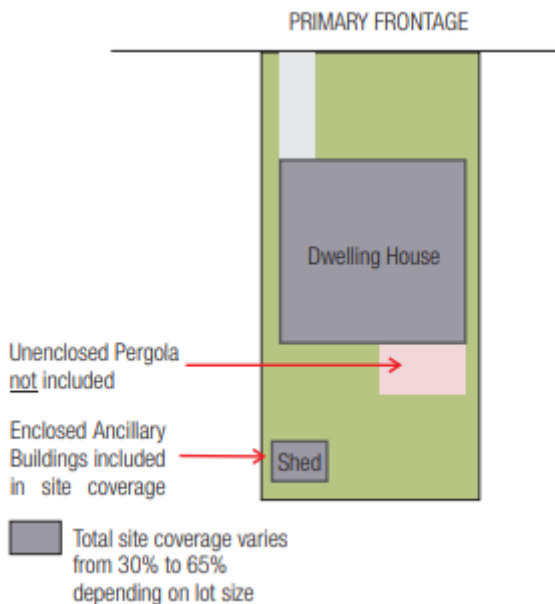 PRIMARY FRONTAGE
Dwelling House
Unenclosed Pergola
not included
Enclosed Ancillary
Buildings included
in site coverage
Shed
Total site coverage varies
from 30% to 65%
depending on lot size